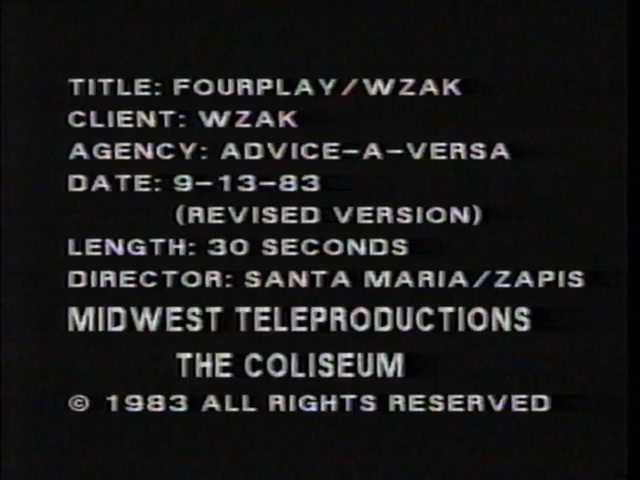 TITLE: FOURPLAY/WZAK
CLIENT: WZAK
AGENCY: ADVICE-A-VERSA
DATE: 9-13-83
(REVISED VERSION)
LENGTH: 30 SECONDS
DIRECTOR: SANTA MARIA/ZAPIS
MIDWEST TELEPRODUCTIONS
THE COLISEUM
© 1983 ALL RIGHTS RESERVED